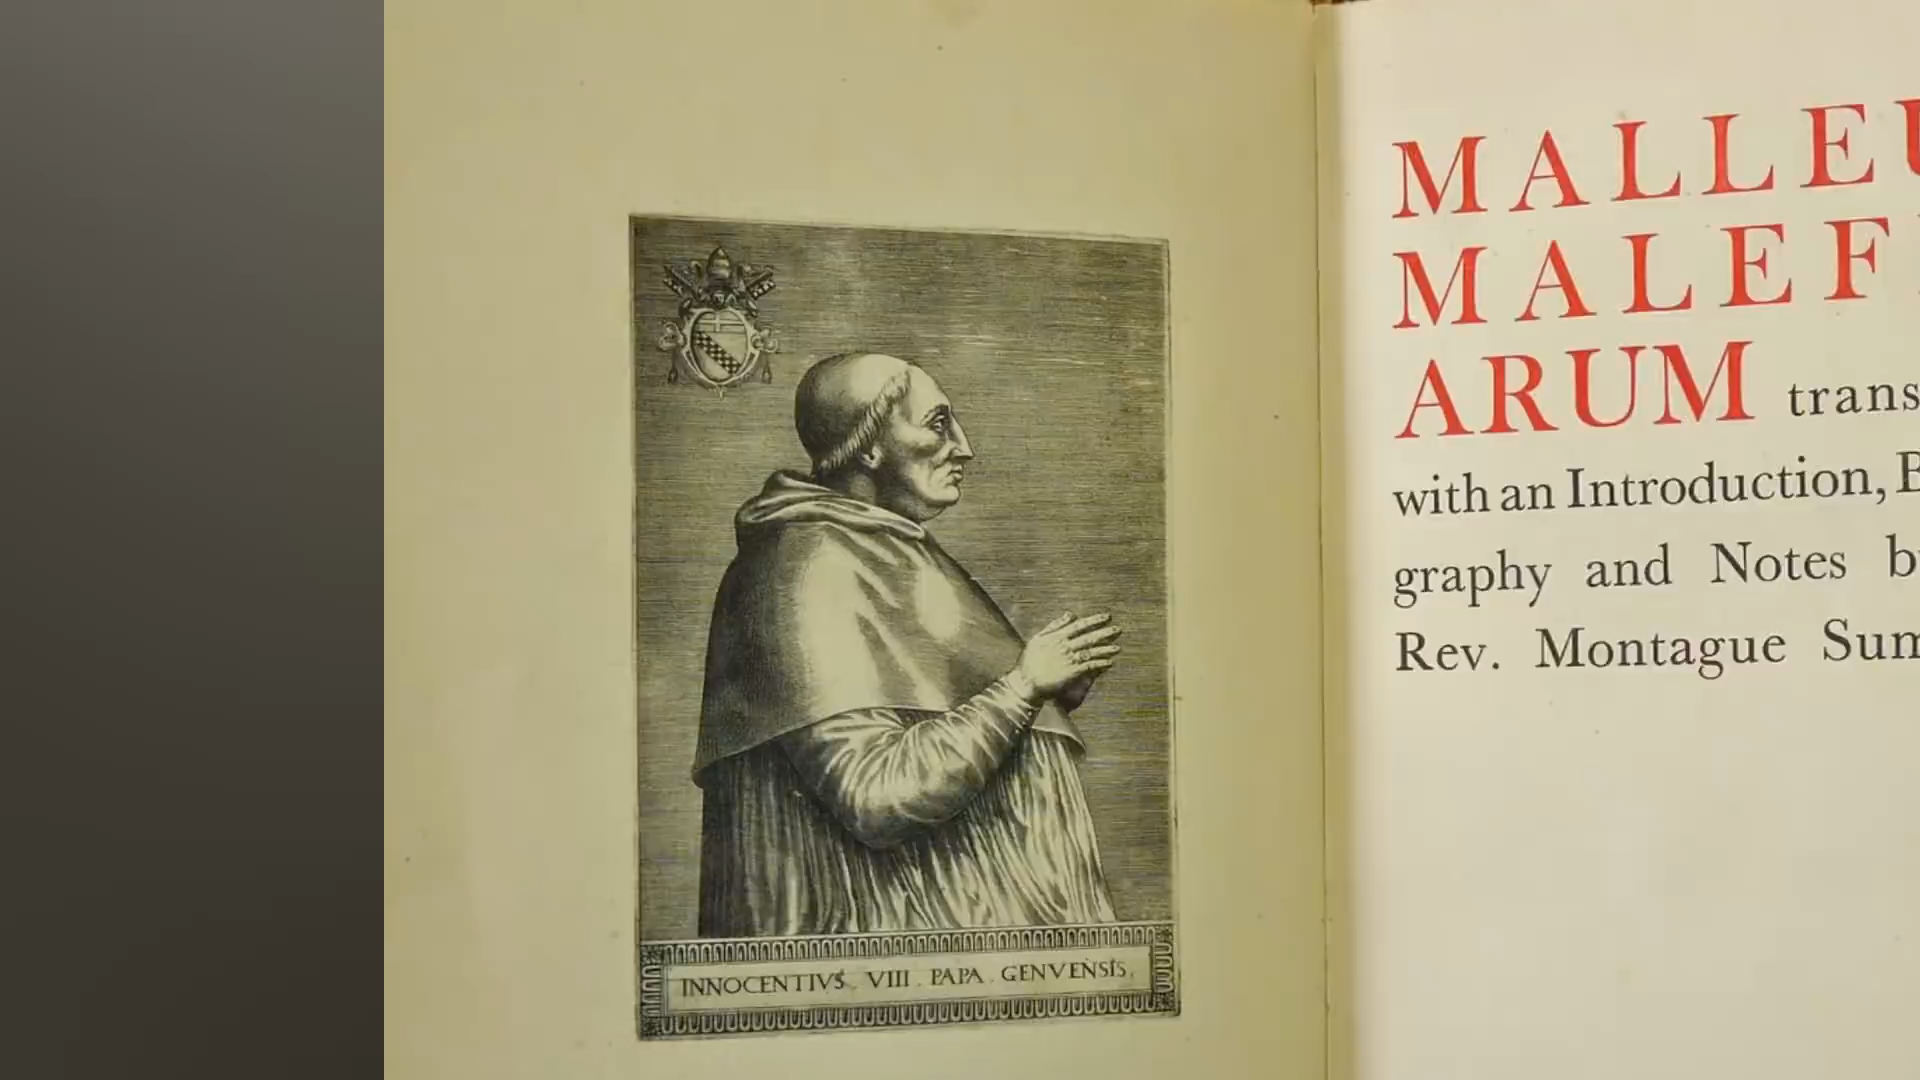 INNOCENTIVS. VIII. PAPA. GENVENSIS.
MALLEU
MALEF
ARUM trans
with an Introduction, B
graphy and Notes b
Rev. Montague Sum